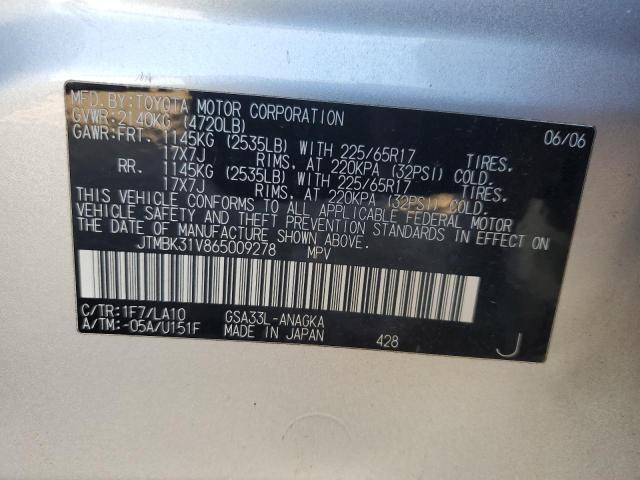 MFD.BY:TOYOTA MOTOR CORPORATION 06/06
GVWR:2140KG (4720LB)
GAWR:FRT. 1145KG (2535LB) WITH 225/65R17 TIRES.
17X7J RIMS, AT 220KPA (32PSI) COLD.
RR. 1145KG (2535LB) WITH 225/65R17 TIRES.
17X7J RIMS, AT 220KPA (32PSI) COLD.
THIS VEHICLE CONFORMS TO ALL APPLICABLE FEDERAL MOTOR
VEHICLE SAFETY AND THEFT PREVENTION STANDARDS IN EFFECT ON
THE DATE OF MANUFACTURE SHOWN ABOVE.
JTMBK31V865009278 MPV
C/TR:1F7/LA10 GSA33L-ANAGKA
A/TM:-05A/U151F MADE IN JAPAN 428 J